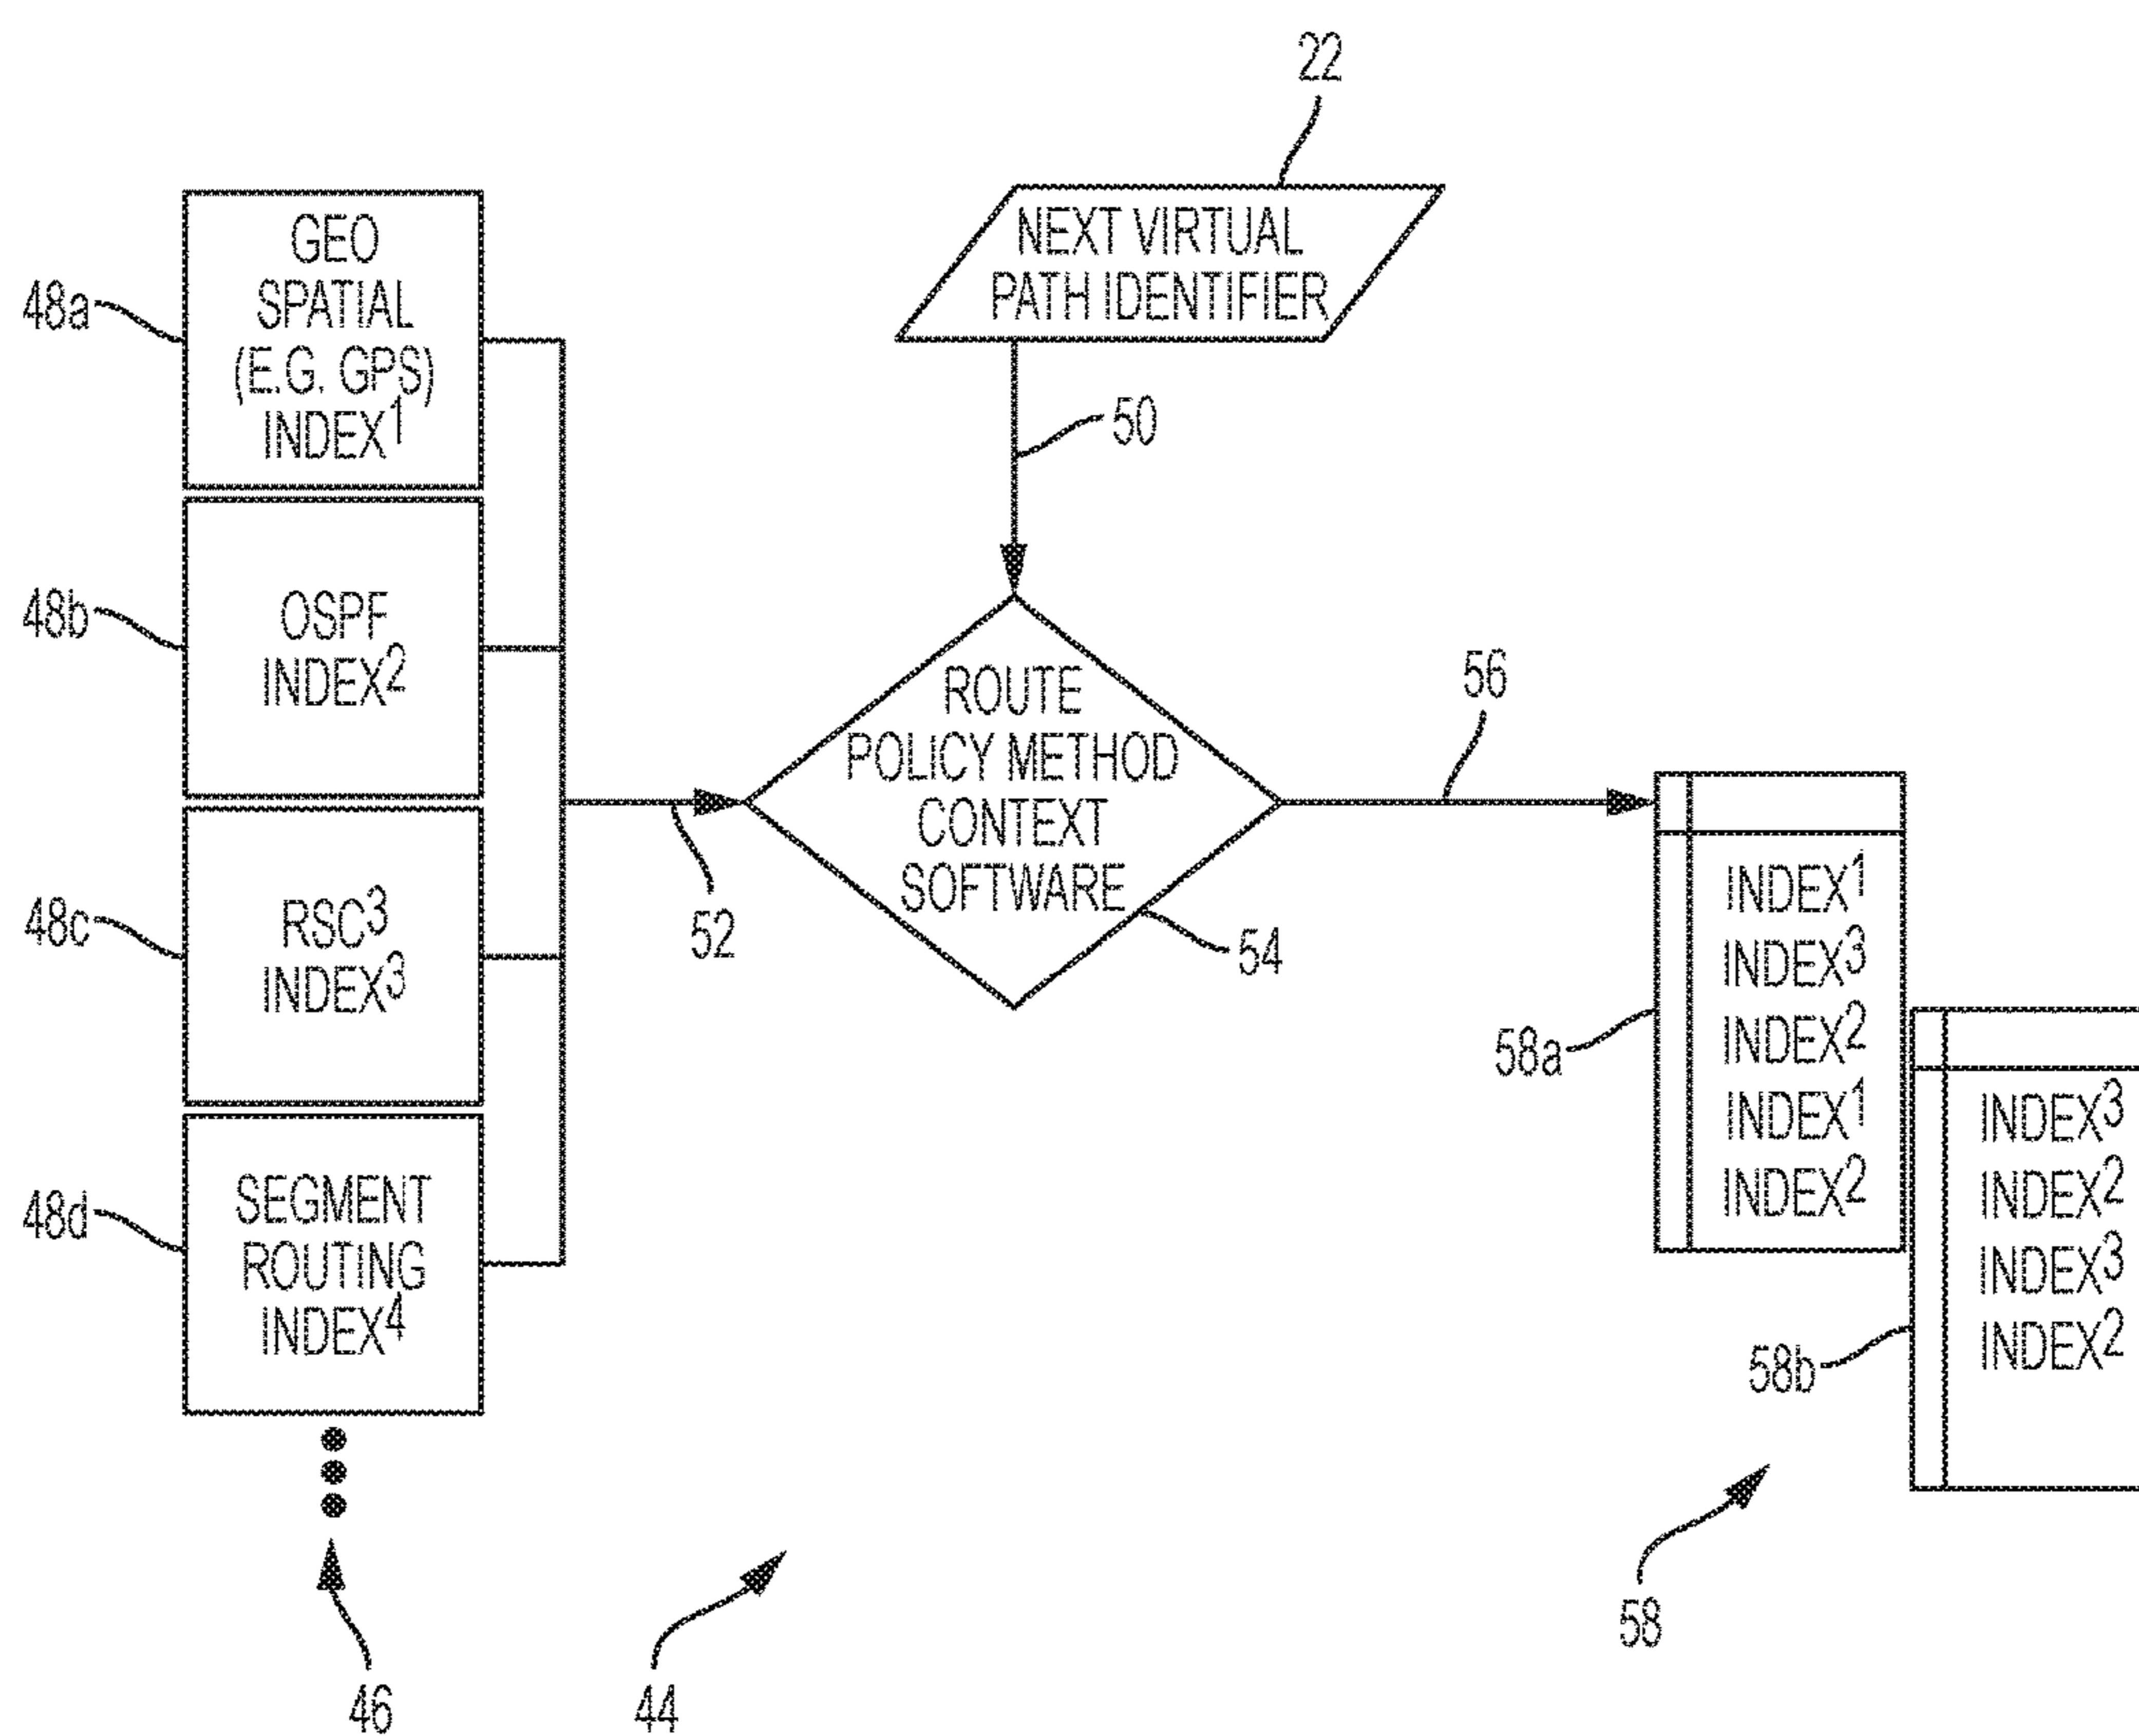 22
NEXT VIRTUAL
PATH IDENTIFIER
50
48a
GEO
SPATIAL
(E.G. GPS)
INDEX1
48b
OSPF
INDEX2
48c
RSC3
INDEX3
48d
SEGMENT
ROUTING
INDEX4
46
52
ROUTE
POLICY METHOD
CONTEXT
SOFTWARE
54
44
56
58a
INDEX1
INDEX3
INDEX2
INDEX1
INDEX2
58b
INDEX3
INDEX2
INDEX3
INDEX2
58